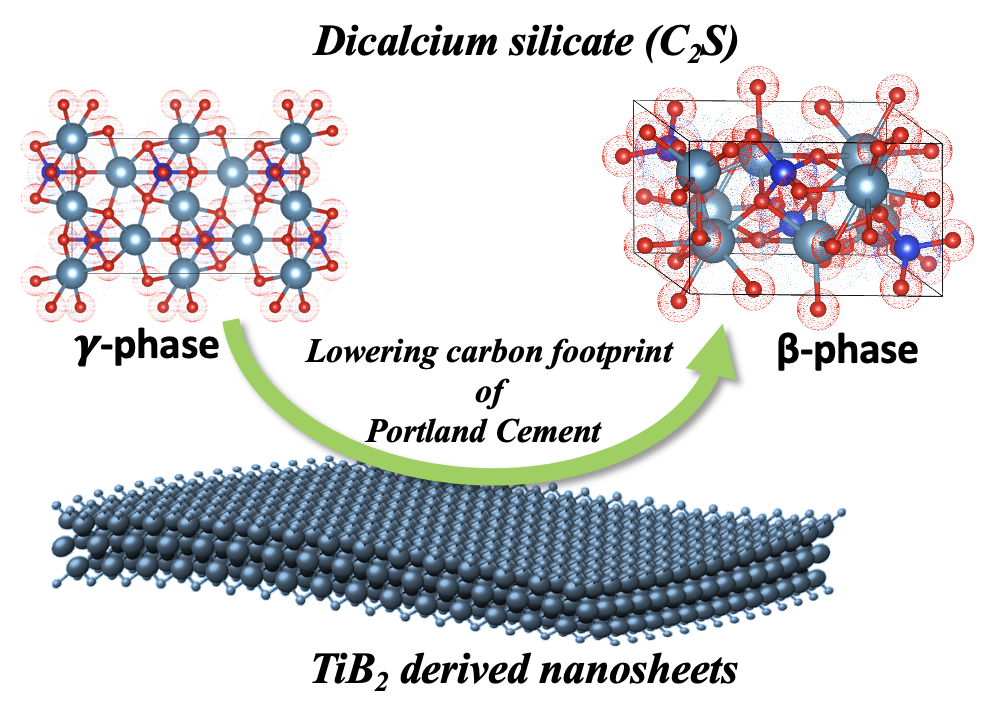 Dicalcium silicate (C₂S)
γ-phase
β-phase
Lowering carbon footprint
of
Portland Cement
TiB₂ derived nanosheets